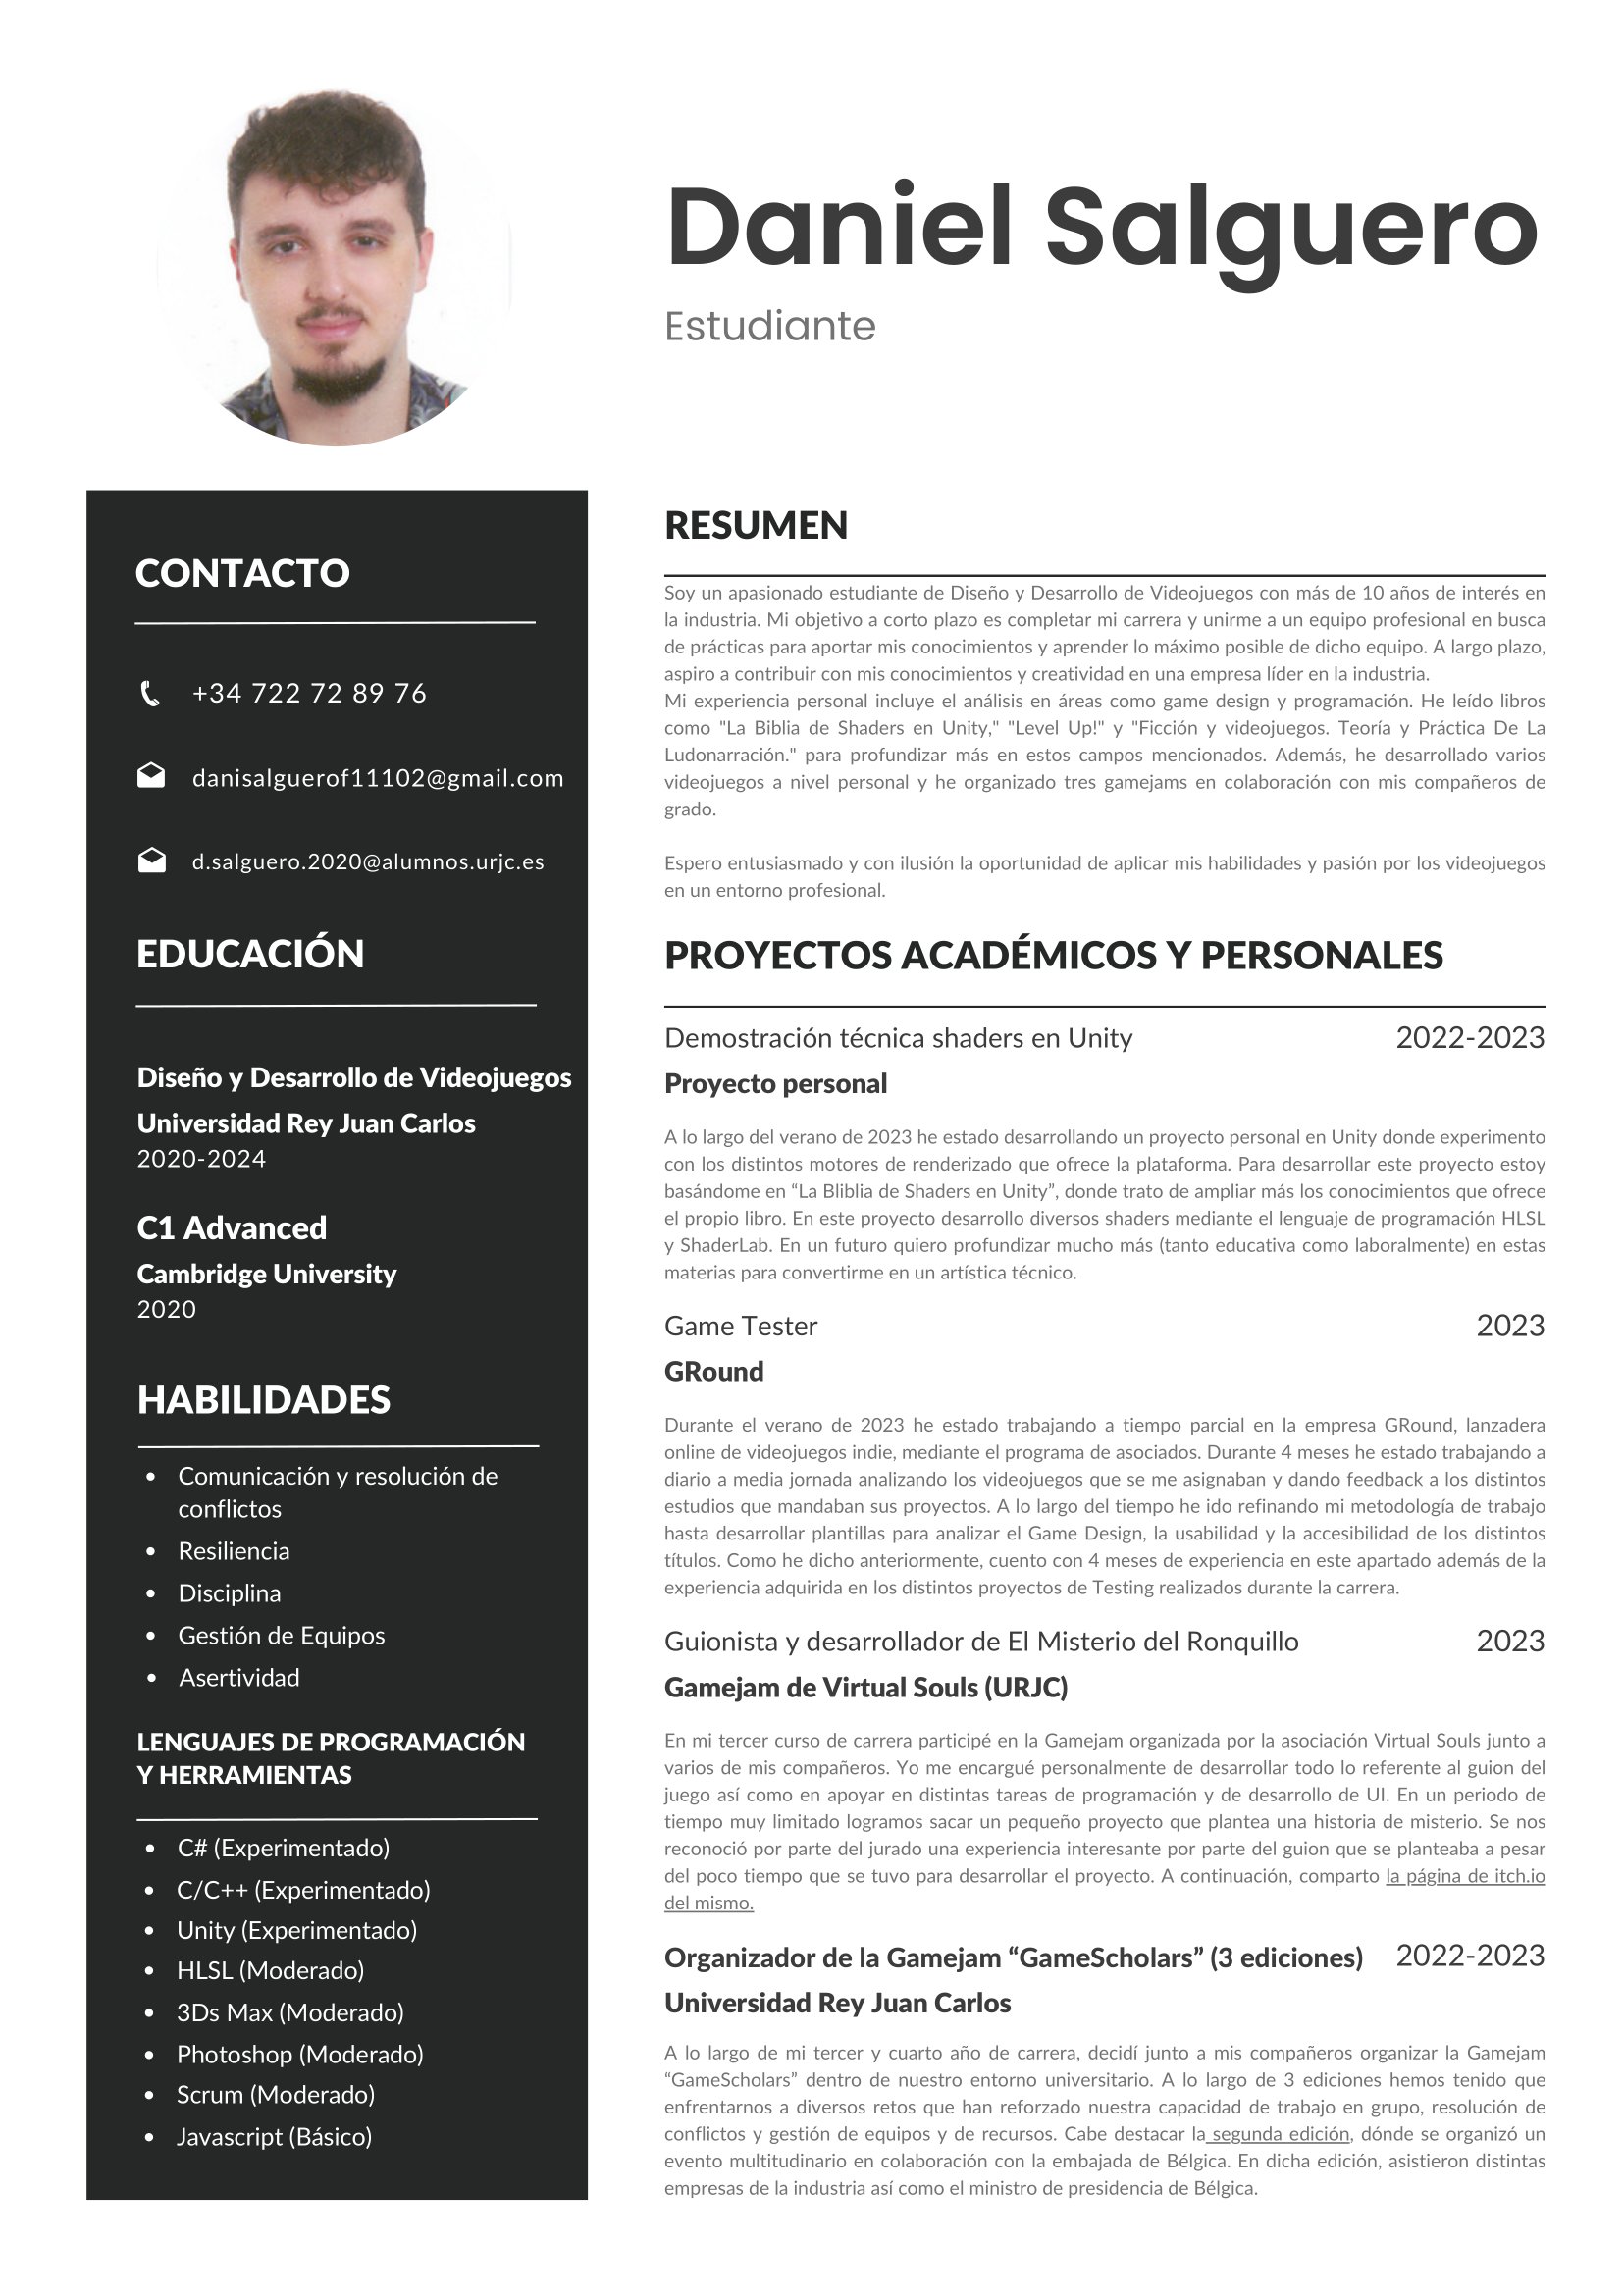 Daniel Salguero
Estudiante
CONTACTO
+34 722 72 89 76
danisalguerof11102@gmail.com
d.salguero.2020@alumnos.urjc.es
EDUCACIÓN
Diseño y Desarrollo de Videojuegos
Universidad Rey Juan Carlos
2020-2024
C1 Advanced
Cambridge University
2020
HABILIDADES
• Comunicación y resolución de
conflictos
• Resiliencia
• Disciplina
• Gestión de Equipos
• Asertividad
LENGUAJES DE PROGRAMACIÓN
Y HERRAMIENTAS
• C# (Experimentado)
• C/C++ (Experimentado)
• Unity (Experimentado)
• HLSL (Moderado)
• 3Ds Max (Moderado)
• Photoshop (Moderado)
• Scrum (Moderado)
• Javascript (Básico)
RESUMEN
Soy un apasionado estudiante de Diseño y Desarrollo de Videojuegos con más de 10 años de interés en
la industria. Mi objetivo a corto plazo es completar mi carrera y unirme a un equipo profesional en busca
de prácticas para aportar mis conocimientos y aprender lo máximo posible de dicho equipo. A largo plazo,
aspiro a contribuir con mis conocimientos y creatividad en una empresa líder en la industria.
Mi experiencia personal incluye el análisis en áreas como game design y programación. He leído libros
como "La Biblia de Shaders en Unity," "Level Up!" y "Ficción y videojuegos. Teoría y Práctica De La
Ludonarración." para profundizar más en estos campos mencionados. Además, he desarrollado varios
videojuegos a nivel personal y he organizado tres gamejams en colaboración con mis compañeros de
grado.
Espero entusiasmado y con ilusión la oportunidad de aplicar mis habilidades y pasión por los videojuegos
en un entorno profesional.
PROYECTOS ACADÉMICOS Y PERSONALES
Demostración técnica shaders en Unity 2022-2023
Proyecto personal
A lo largo del verano de 2023 he estado desarrollando un proyecto personal en Unity donde experimento
con los distintos motores de renderizado que ofrece la plataforma. Para desarrollar este proyecto estoy
basándome en “La Bliblia de Shaders en Unity”, donde trato de ampliar más los conocimientos que ofrece
el propio libro. En este proyecto desarrollo diversos shaders mediante el lenguaje de programación HLSL
y ShaderLab. En un futuro quiero profundizar mucho más (tanto educativa como laboralmente) en estas
materias para convertirme en un artística técnico.
Game Tester 2023
GRound
Durante el verano de 2023 he estado trabajando a tiempo parcial en la empresa GRound, lanzadera
online de videojuegos indie, mediante el programa de asociados. Durante 4 meses he estado trabajando a
diario a media jornada analizando los videojuegos que se me asignaban y dando feedback a los distintos
estudios que mandaban sus proyectos. A lo largo del tiempo he ido refinando mi metodología de trabajo
hasta desarrollar plantillas para analizar el Game Design, la usabilidad y la accesibilidad de los distintos
títulos. Como he dicho anteriormente, cuento con 4 meses de experiencia en este apartado además de la
experiencia adquirida en los distintos proyectos de Testing realizados durante la carrera.
Guionista y desarrollador de El Misterio del Ronquillo 2023
Gamejam de Virtual Souls (URJC)
En mi tercer curso de carrera participé en la Gamejam organizada por la asociación Virtual Souls junto a
varios de mis compañeros. Yo me encargué personalmente de desarrollar todo lo referente al guion del
juego así como en apoyar en distintas tareas de programación y de desarrollo de UI. En un periodo de
tiempo muy limitado logramos sacar un pequeño proyecto que plantea una historia de misterio. Se nos
reconoció por parte del jurado una experiencia interesante por parte del guion que se planteaba a pesar
del poco tiempo que se tuvo para desarrollar el proyecto. A continuación, comparto la página de itch.io
del mismo.
Organizador de la Gamejam “GameScholars” (3 ediciones) 2022-2023
Universidad Rey Juan Carlos
A lo largo de mi tercer y cuarto año de carrera, decidí junto a mis compañeros organizar la Gamejam
“GameScholars” dentro de nuestro entorno universitario. A lo largo de 3 ediciones hemos tenido que
enfrentarnos a diversos retos que han reforzado nuestra capacidad de trabajo en grupo, resolución de
conflictos y gestión de equipos y de recursos. Cabe destacar la segunda edición, dónde se organizó un
evento multitudinario en colaboración con la embajada de Bélgica. En dicha edición, asistieron distintas
empresas de la industria así como el ministro de presidencia de Bélgica.